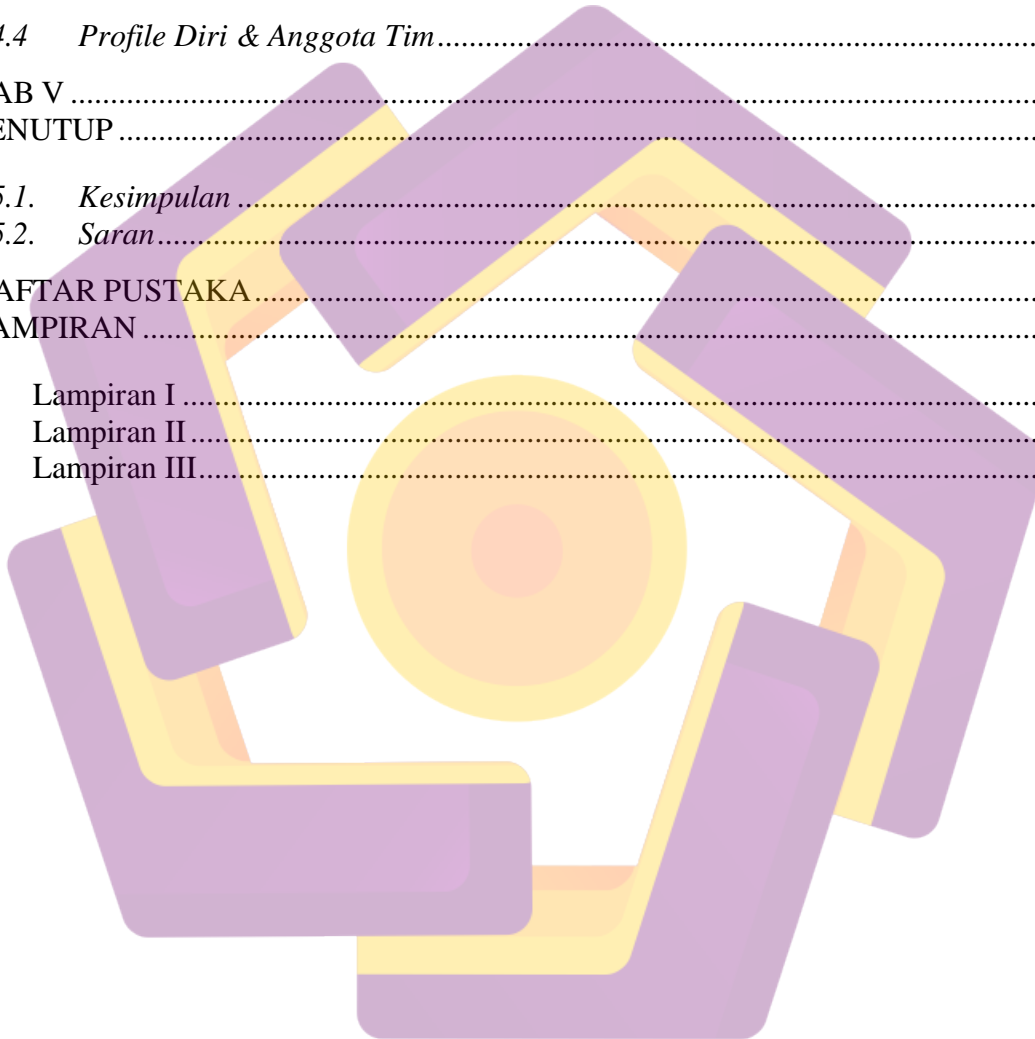 4.4 Profile Diri & Anggota Tim..........................................................................
AB V ..........................................................................
ENUTUP ..........................................................................
5.1. Kesimpulan ..........................................................................
5.2. Saran..........................................................................
AFTAR PUSTAKA..........................................................................
AMPIRAN ..........................................................................
Lampiran I ..........................................................................
Lampiran II..........................................................................
Lampiran III..........................................................................